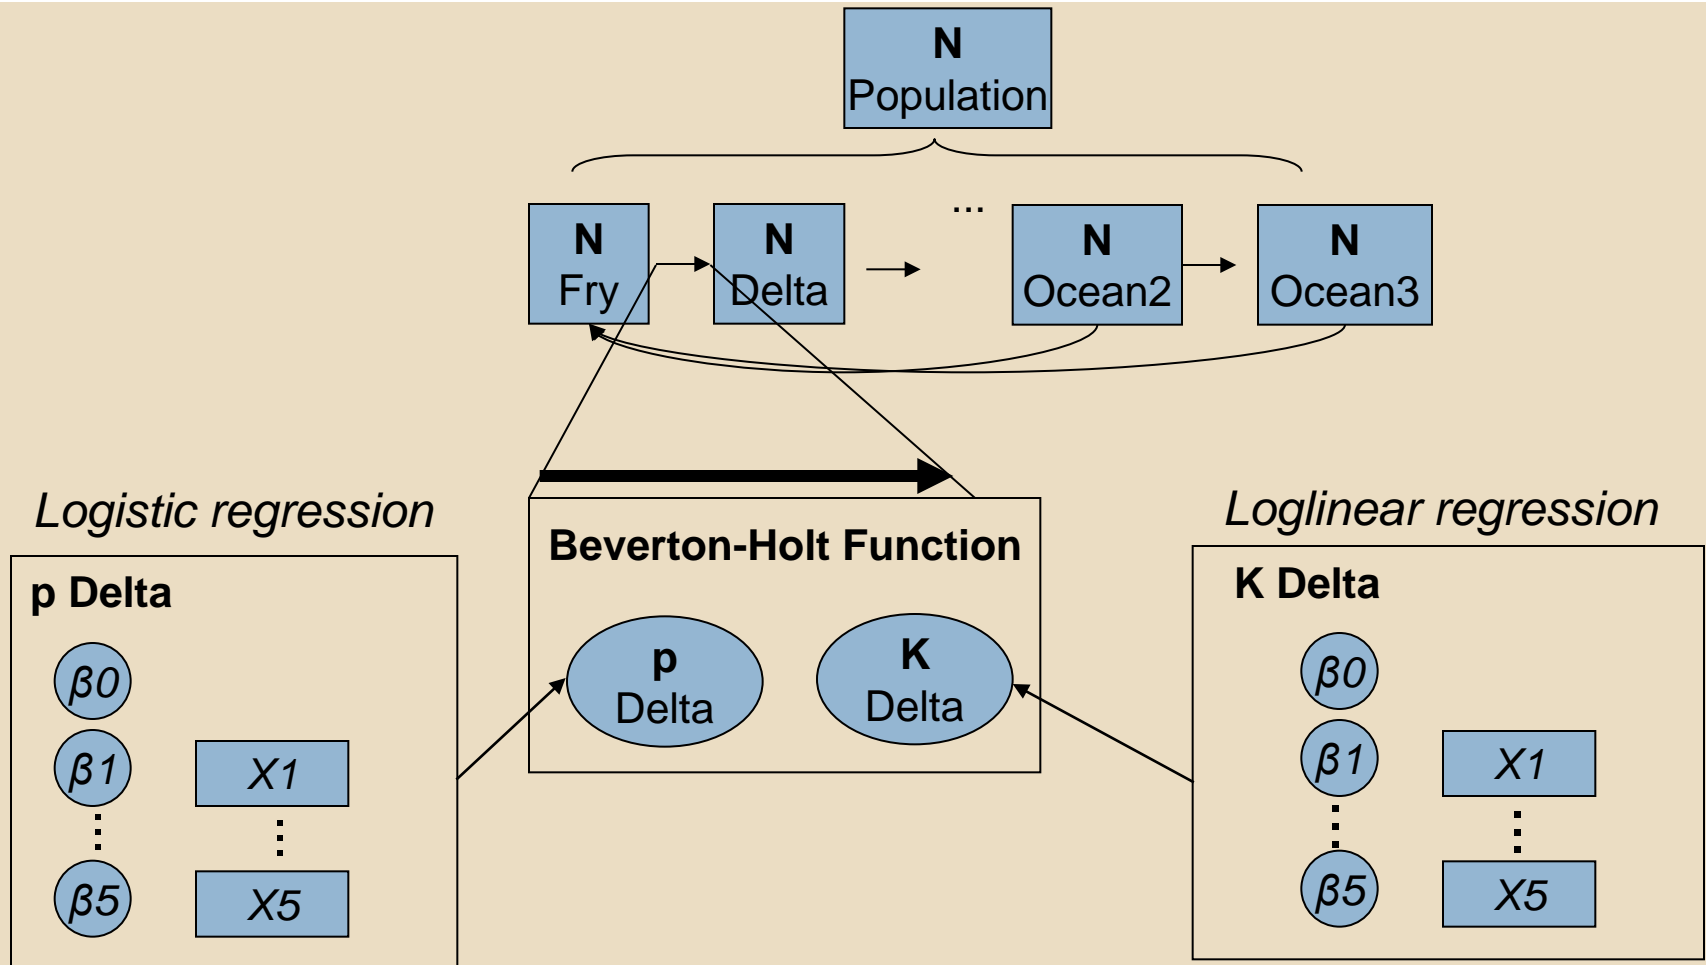 N
Population
...
N
Fry
N
Delta
N
Ocean2
N
Ocean3
Logistic regression
Beverton-Holt Function
Loglinear regression
p Delta
β0
β1
X1
β5
X5
p
Delta
K
Delta
K Delta
β0
β1
X1
β5
X5